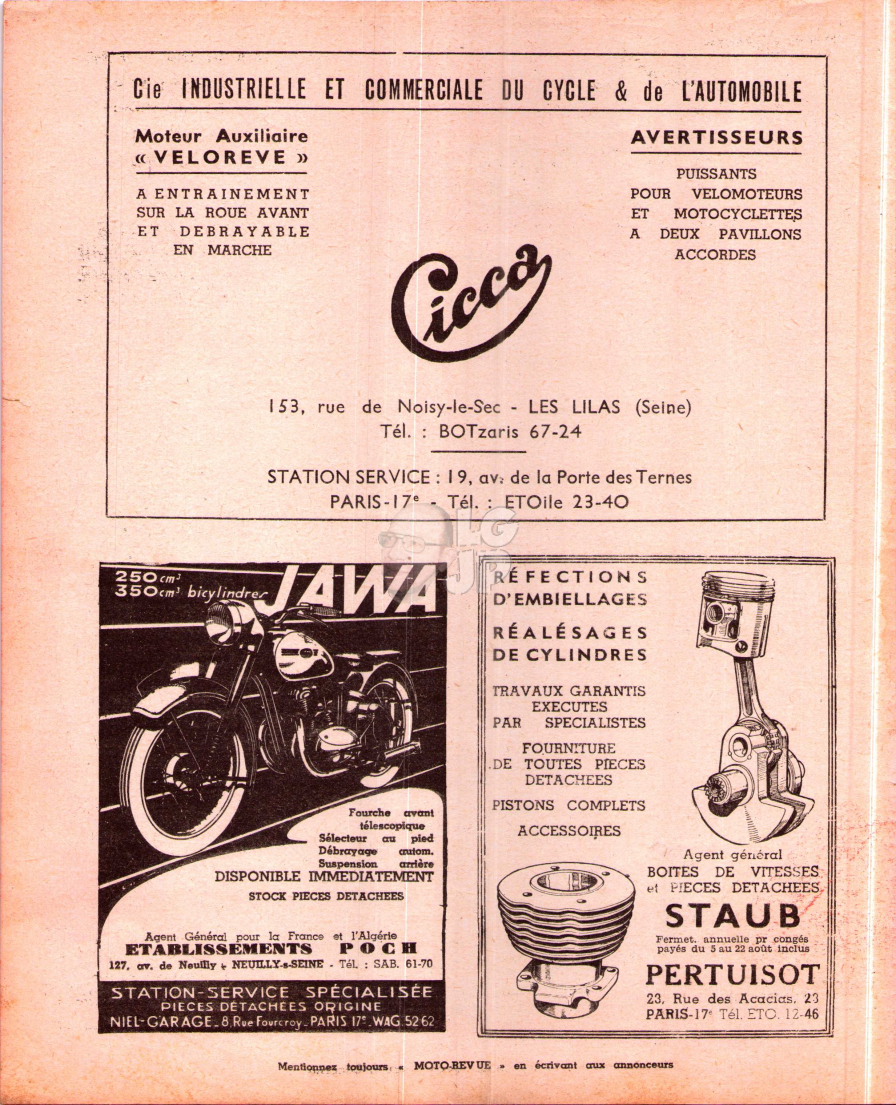 Cie INDUSTRIELLE ET COMMERCIALE DU CYCLE & de L'AUTOMOBILE
Moteur Auxiliaire
« VELOREVE »
A ENTRAINEMENT
SUR LA ROUE AVANT
ET DEBRAYABLE
EN MARCHE
AVERTISSEURS
PUISSANTS
POUR VELOMOTEURS
ET MOTOCYCLETTES
A DEUX PAVILLONS
ACCORDES
Cicca
153, rue de Noisy-le-Sec - LES LILAS (Seine)
Tél. : BOTzaris 67-24
STATION SERVICE : 19, av. de la Porte des Ternes
PARIS-17e - Tél. : ETOile 23-40
LG
JP
250 cm³
350 cm³ bicylindres
JAWA
Fourche avant
télescopique
Sélecteur au pied
Débrayage autom.
Suspension arrière
DISPONIBLE IMMEDIATEMENT
STOCK PIECES DETACHEES
Agent Général pour la France et l'Algérie
ETABLISSEMENTS POCH
127, av. de Neuilly + NEUILLY-s-SEINE - Tél. : SAB. 61-70
STATION-SERVICE SPÉCIALISÉE
PIECES DÉTACHÉES ORIGINE
NIEL-GARAGE_8, Rue Fourcroy_PARIS 17e_WAG. 52-62
RÉFECTIONS
D'EMBIELLAGES
RÉALÉSAGES
DE CYLINDRES
TRAVAUX GARANTIS
EXECUTES
PAR SPECIALISTES
FOURNITURE
DE TOUTES PIECES
DETACHEES
PISTONS COMPLETS
ACCESSOIRES
Agent général
BOITES DE VITESSES
et PIECES DETACHEES
STAUB
Fermet. annuelle pr congés
payés du 5 au 22 août inclus
PERTUISOT
23, Rue des Acacias, 23
PARIS-17e Tél. ETO. 12-46
Mentionnez toujours « MOTO-REVUE » en écrivant aux annonceurs